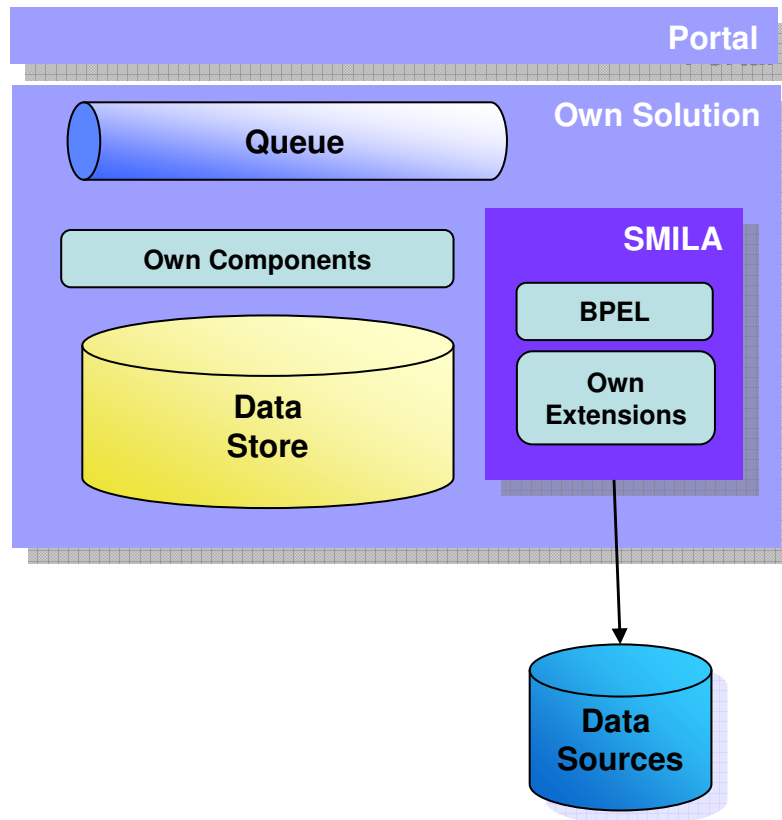 Portal
Own Solution
Queue
SMILA
Own Components
BPEL
Own
Extensions
Data
Store
Data
Sources